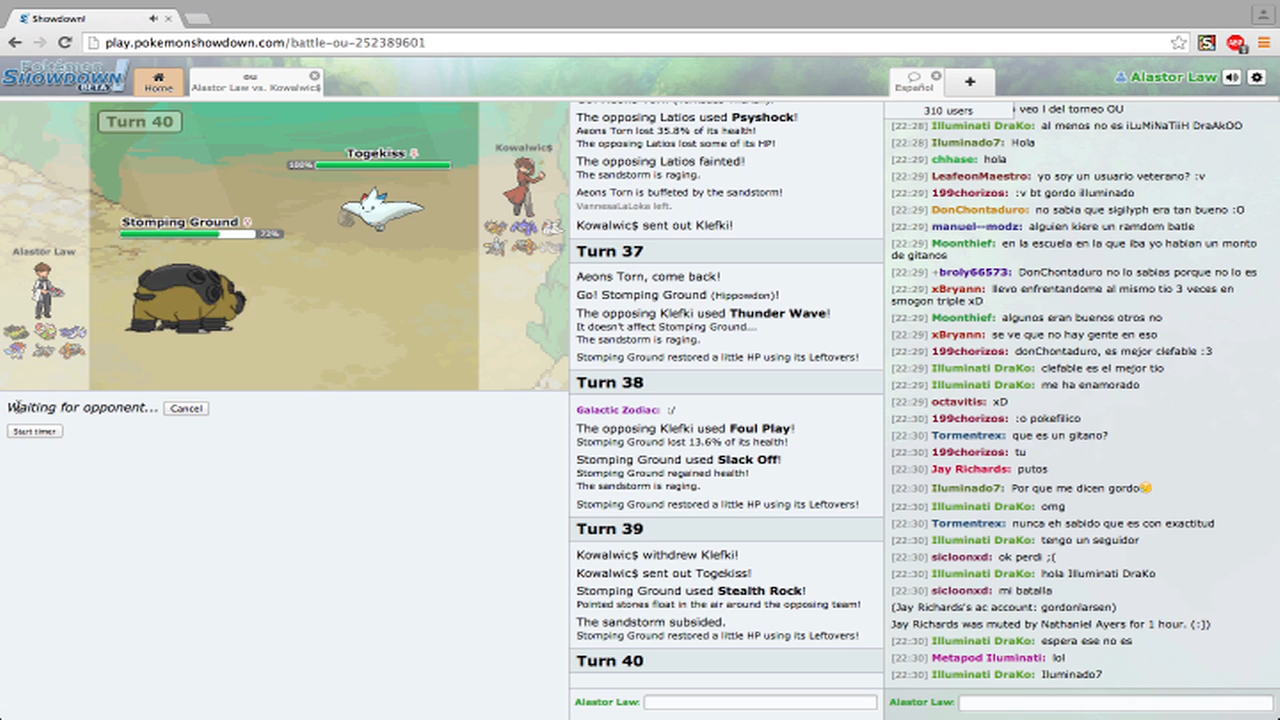 Showdown!
play.pokemonshowdown.com/battle-ou-252389601
Pokémon
SHOWDOWN!
BETA
Home
ou
Alastor Law vs. Kowalwic$
Español
+
Alastor Law
Turn 40
Togekiss
100%
Kowalwic$
Stomping Ground
72%
Alastor Law
Waiting for opponent... Cancel
Start timer
The opposing Latios used Psyshock!
Aeons Torn lost 35.8% of its health!
The opposing Latios lost some of its HP!
The opposing Latios fainted!
The sandstorm is raging.
Aeons Torn is buffeted by the sandstorm!
VannesaLaLoka left.
Kowalwic$ sent out Klefki!
Turn 37
Aeons Torn, come back!
Go! Stomping Ground (Hippowdon)!
The opposing Klefki used Thunder Wave!
It doesn't affect Stomping Ground...
The sandstorm is raging.
Stomping Ground restored a little HP using its Leftovers!
Turn 38
Galactic Zodiac: :/
The opposing Klefki used Foul Play!
Stomping Ground lost 13.6% of its health!
Stomping Ground used Slack Off!
Stomping Ground regained health!
The sandstorm is raging.
Stomping Ground restored a little HP using its Leftovers!
Turn 39
Kowalwic$ withdrew Klefki!
Kowalwic$ sent out Togekiss!
Stomping Ground used Stealth Rock!
Pointed stones float in the air around the opposing team!
The sandstorm subsided.
Stomping Ground restored a little HP using its Leftovers!
Turn 40
Alastor Law:
310 users
veo l del torneo OU
[22:28] Illuminati DraKo: al menos no es iLuMiNaTiiH DraAkOO
[22:28] Iluminado7: Hola
[22:29] chhase: hola
[22:29] LeafeonMaestro: yo soy un usuario veterano? :v
[22:29] 199chorizos: :v bt gordo illuminado
[22:29] DonChontaduro: no sabia que sigilyph era tan bueno :O
[22:29] manuel--modz: alguien kiere un ramdom batle
[22:29] Moonthief: en la escuela en la que iba yo habian un monto
de gitanos
[22:29] +broly66573: DonChontaduro no lo sabias porque no lo es
[22:29] xBryann: llevo enfrentandome al mismo tio 3 veces en
smogon triple xD
[22:29] Moonthief: algunos eran buenos otros no
[22:29] xBryann: se ve que no hay gente en eso
[22:29] 199chorizos: donChontaduro, es mejor clefable :3
[22:29] Illuminati DraKo: clefable es el mejor tio
[22:29] Illuminati DraKo: me ha enamorado
[22:29] octavitis: xD
[22:30] 199chorizos: :o pokefilico
[22:30] Tormentrex: que es un gitano?
[22:30] 199chorizos: tu
[22:30] Jay Richards: putos
[22:30] Iluminado7: Por que me dicen gordo
[22:30] Illuminati DraKo: omg
[22:30] Tormentrex: nunca eh sabido que es con exactitud
[22:30] Illuminati DraKo: tengo un seguidor
[22:30] sicloonxd: ok perdi ;(
[22:30] Illuminati DraKo: hola Illuminati DraKo
[22:30] sicloonxd: mi batalla
(Jay Richards's ac account: gordonlarsen)
Jay Richards was muted by Nathaniel Ayers for 1 hour. (:])
[22:30] Illuminati DraKo: espera ese no es
[22:30] Metapod Iluminati: lol
[22:30] Illuminati DraKo: Iluminado7
Alastor Law: